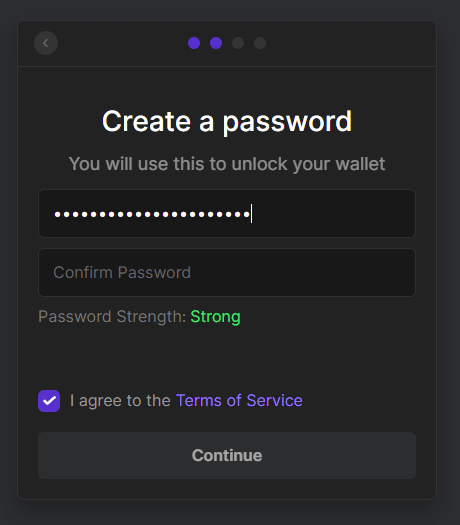 Create a password
You will use this to unlock your wallet
••••••••••••••••••••••
Confirm Password
Password Strength: Strong
I agree to the Terms of Service
Continue